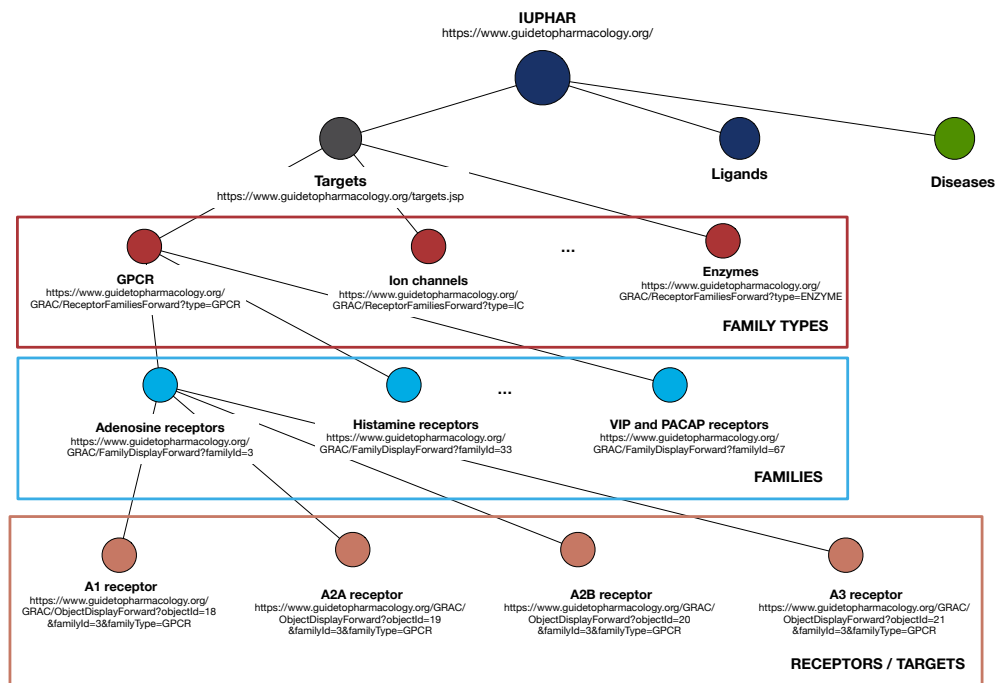 IUPHAR
https://www.guidetopharmacology.org/
Targets
https://www.guidetopharmacology.org/targets.jsp
Ligands
Diseases
GPCR
https://www.guidetopharmacology.org/
GRAC/ReceptorFamiliesForward?type=GPCR
Ion channels
https://www.guidetopharmacology.org/
GRAC/ReceptorFamiliesForward?type=IC
...
Enzymes
https://www.guidetopharmacology.org/
GRAC/ReceptorFamiliesForward?type=ENZYME
FAMILY TYPES
Adenosine receptors
https://www.guidetopharmacology.org/
GRAC/FamilyDisplayForward?familyId=3
Histamine receptors
https://www.guidetopharmacology.org/
GRAC/FamilyDisplayForward?familyId=33
...
VIP and PACAP receptors
https://www.guidetopharmacology.org/
GRAC/FamilyDisplayForward?familyId=67
FAMILIES
A1 receptor
https://www.guidetopharmacology.org/
GRAC/ObjectDisplayForward?objectId=18
&familyId=3&familyType=GPCR
A2A receptor
https://www.guidetopharmacology.org/GRAC/
ObjectDisplayForward?objectId=19
&familyId=3&familyType=GPCR
A2B receptor
https://www.guidetopharmacology.org/GRAC/
ObjectDisplayForward?objectId=20
&familyId=3&familyType=GPCR
A3 receptor
https://www.guidetopharmacology.org/GRAC/
ObjectDisplayForward?objectId=21
&familyId=3&familyType=GPCR
RECEPTORS / TARGETS